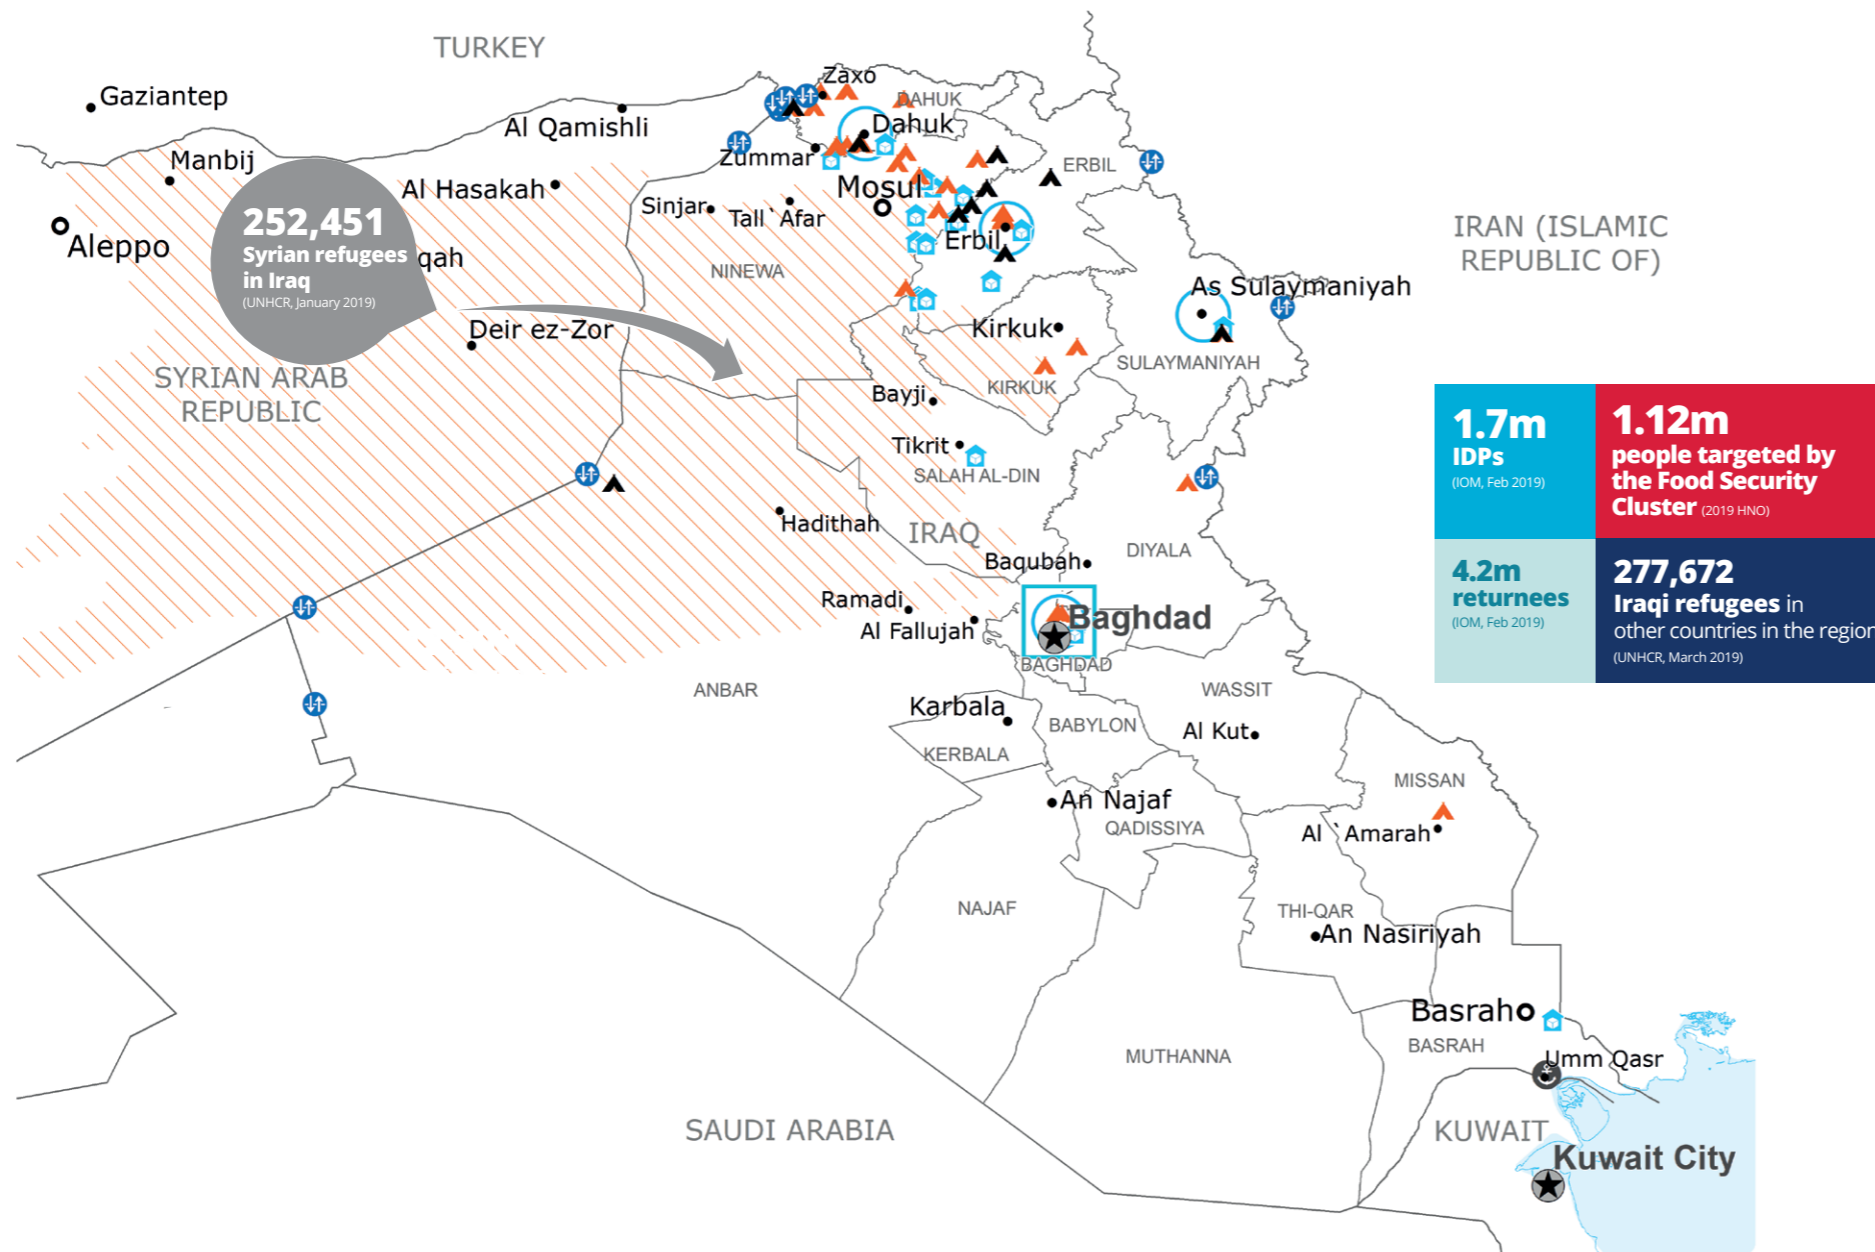 TURKEY
Gaziantep
Zaxo
DAHUK
Al Qamishli
Dahuk
Manbij
Zummar
ERBIL
Al Hasakah
Mosul
Sinjar
Tall`Afar
252,451
Syrian refugees
in Iraq
(UNHCR, January 2019)
Aleppo
qah
Erbil
IRAN (ISLAMIC
REPUBLIC OF)
NINEWA
As Sulaymaniyah
Deir ez-Zor
Kirkuk
SULAYMANIYAH
SYRIAN ARAB
REPUBLIC
KIRKUK
Bayji
1.7m
IDPs
(IOM, Feb 2019)
1.12m
people targeted by
the Food Security
Cluster (2019 HNO)
Tikrit
SALAH AL-DIN
Hadithah
IRAQ
DIYALA
Baqubah
4.2m
returnees
(IOM, Feb 2019)
277,672
Iraqi refugees in
other countries in the region
(UNHCR, March 2019)
Ramadi
Al Fallujah
Baghdad
BAGHDAD
ANBAR
WASSIT
Karbala
BABYLON
Al Kut
KERBALA
MISSAN
An Najaf
QADISSIYA
Al `Amarah
NAJAF
THI-QAR
An Nasiriyah
Basrah
BASRAH
MUTHANNA
Umm Qasr
SAUDI ARABIA
KUWAIT
Kuwait City